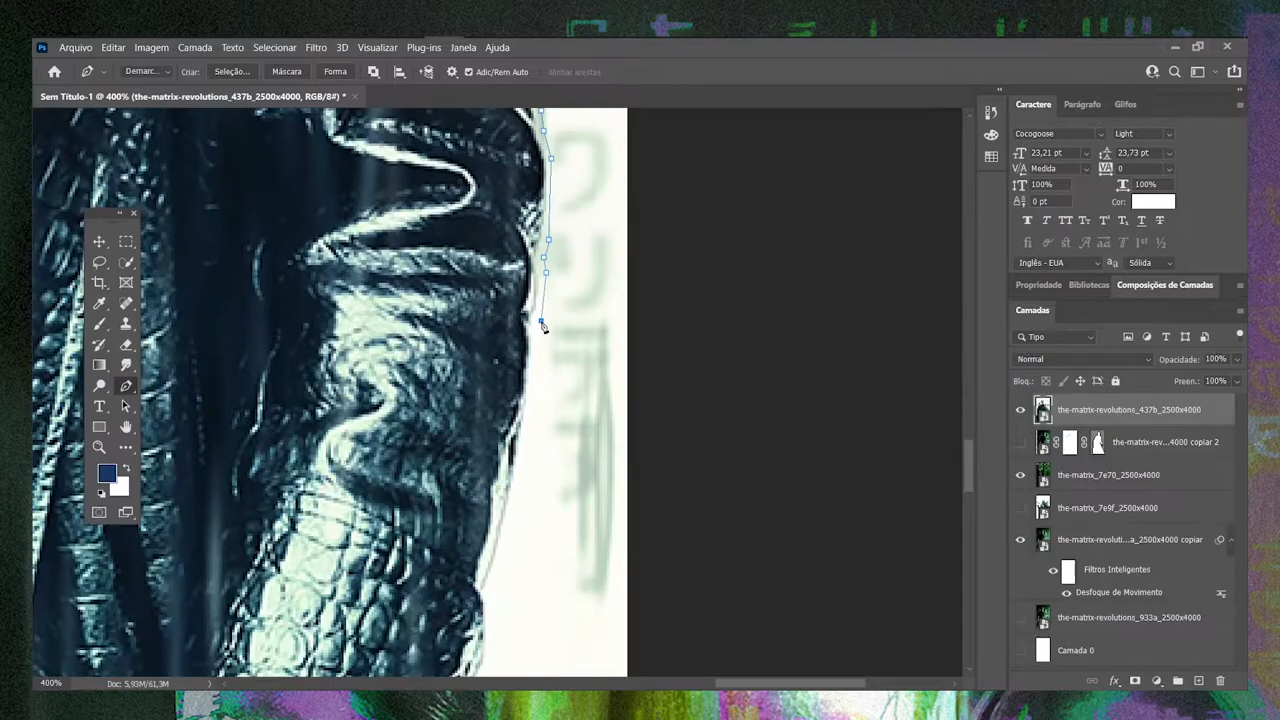 Ps Arquivo Editar Imagem Camada Texto Selecionar Filtro 3D Visualizar Plug-ins Janela Ajuda
Demarc... Criar: Seleção... Máscara Forma Adic/Rem Auto Alinhar arestas
Sem Título-1 @ 400% (the-matrix-revolutions_437b_2500x4000, RGB/8#) *
Caractere Parágrafo Glifos
Cocogoose Light
23,21 pt 23,73 pt
Medida 0
100% 100%
0 pt Cor:
Inglês - EUA Sólida
Propriedade Bibliotecas Composições de Camadas
Camadas
Tipo
Normal Opacidade: 100%
Bloq.: Preen.: 100%
the-matrix-revolutions_437b_2500x4000
the-matrix-rev...4000 copiar 2
the-matrix_7e70_2500x4000
the-matrix_7e9f_2500x4000
the-matrix-revoluti...a_2500x4000 copiar
Filtros Inteligentes
Desfoque de Movimento
the-matrix-revolutions_933a_2500x4000
Camada 0
400% Doc: 5,93M/61,3M